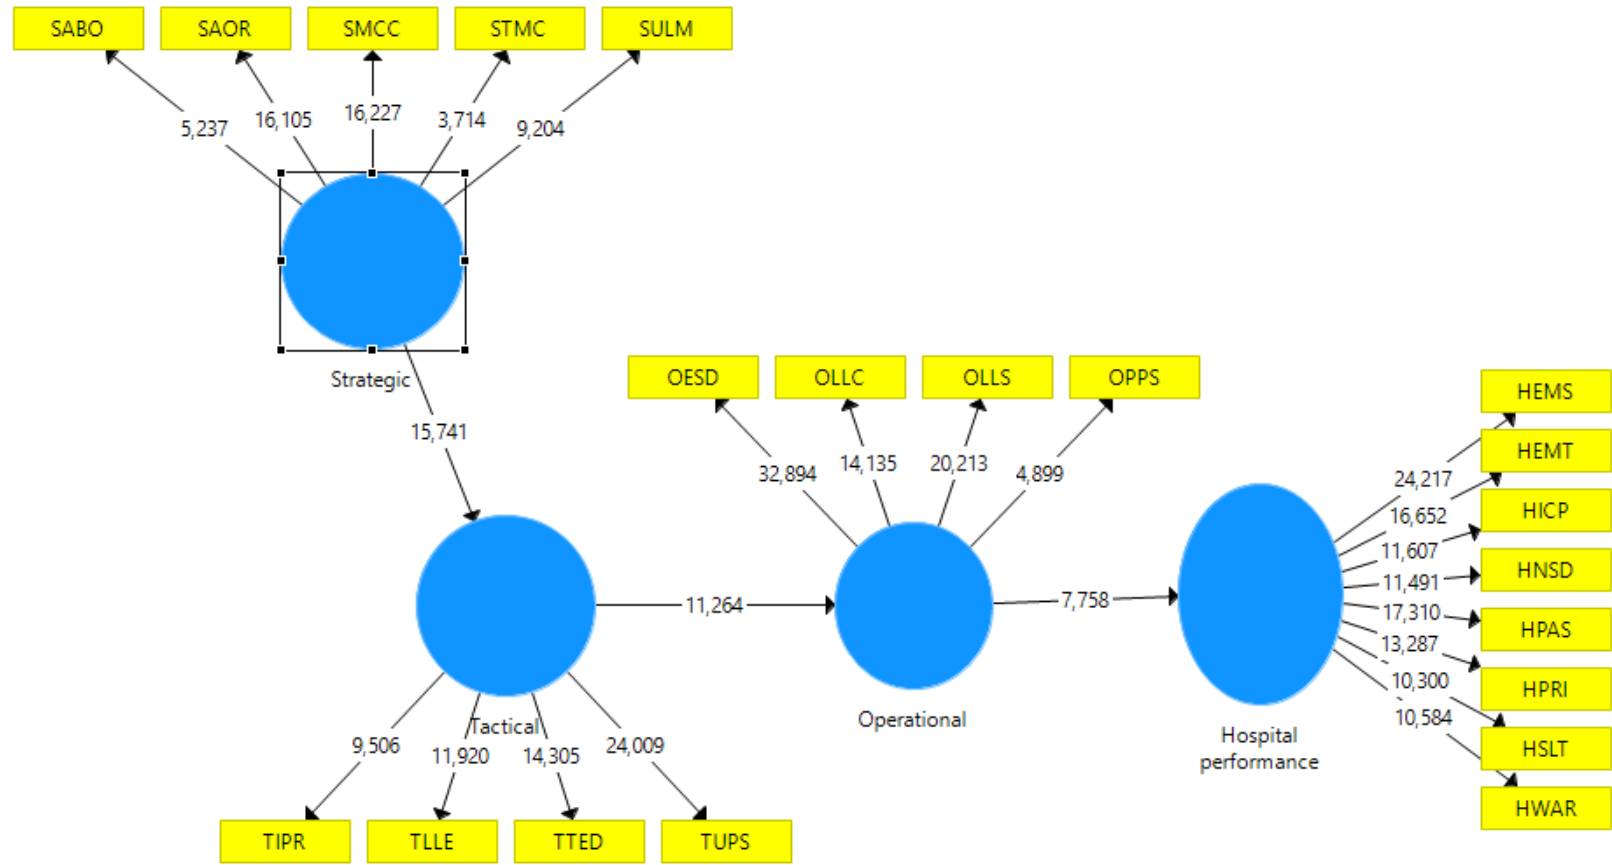 SABO
SAOR
SMCC
STMC
SULM
5,237
16,105
16,227
3,714
9,204
Strategic
15,741
OESD
OLLC
OLLS
OPPS
32,894
14,135
20,213
4,899
HEMS
HEMT
HICP
HNSD
HPAS
HPRI
HSLT
HWAR
24,217
16,652
11,607
11,491
17,310
13,287
10,300
10,584
11,264
7,758
Tactical
Operational
Hospital
performance
9,506
11,920
14,305
24,009
TIPR
TLLE
TTED
TUPS